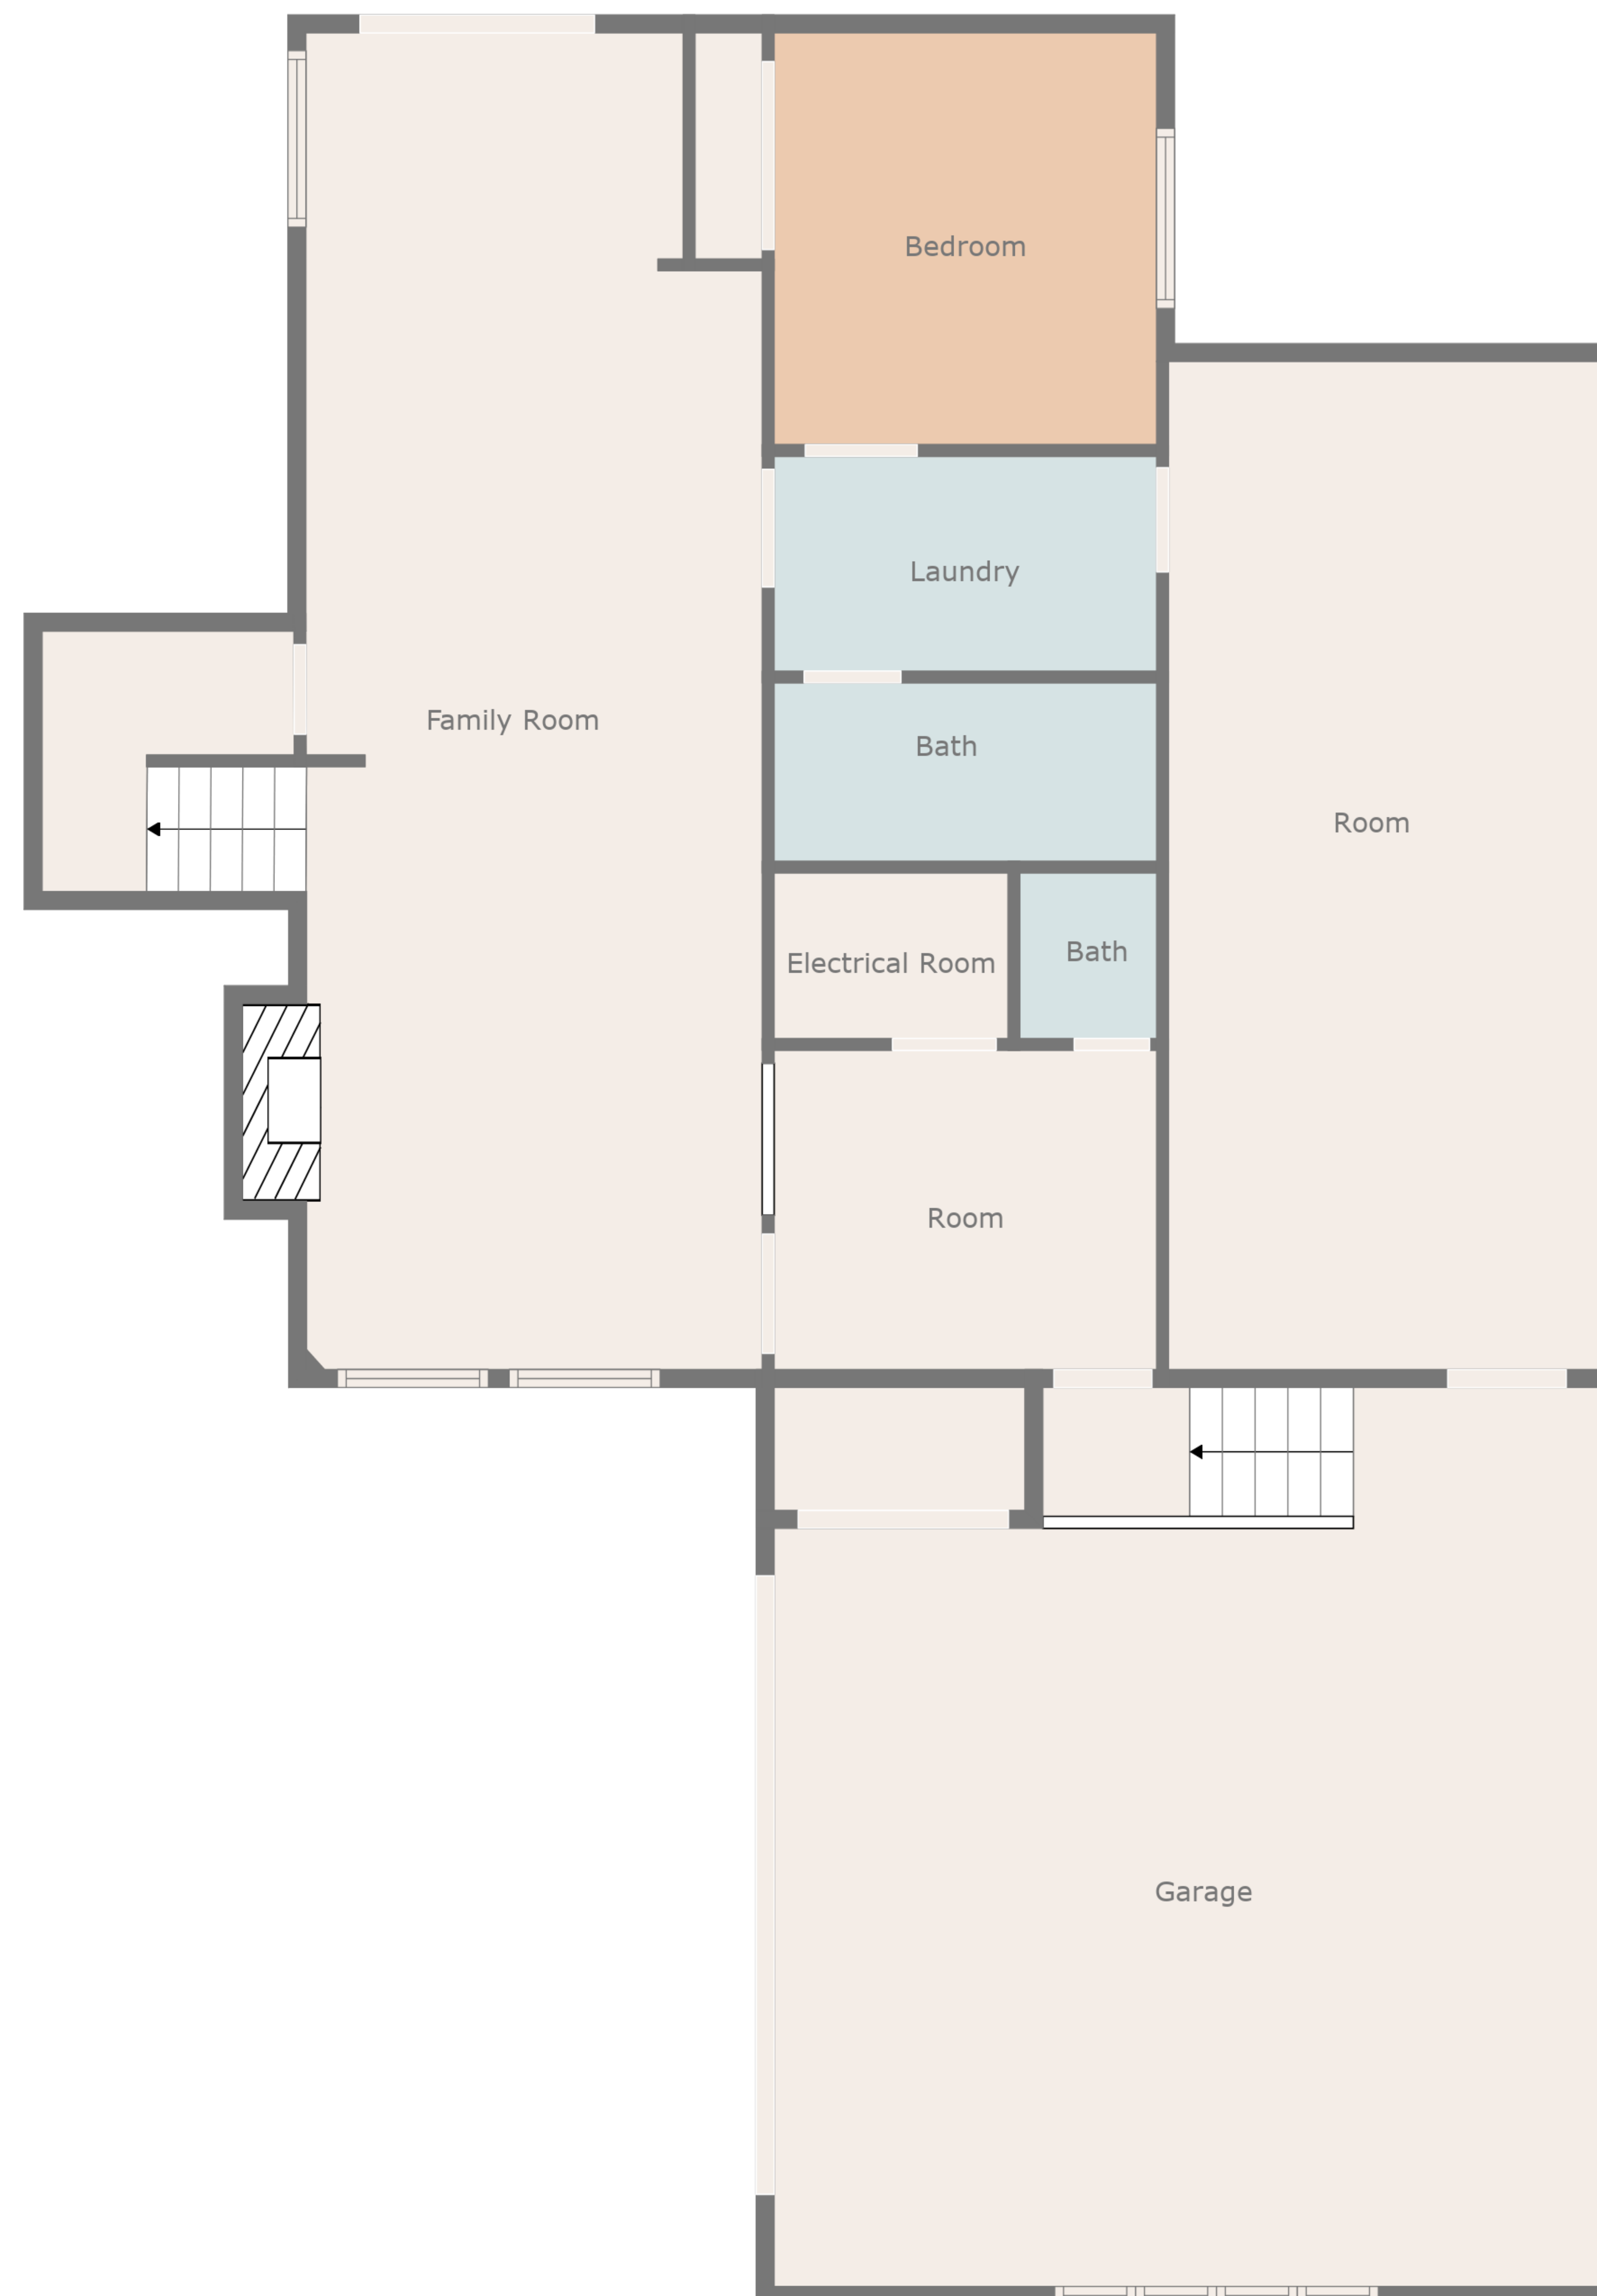 Bedroom
Laundry
Family Room
Bath
Room
Electrical Room
Bath
Room
Garage